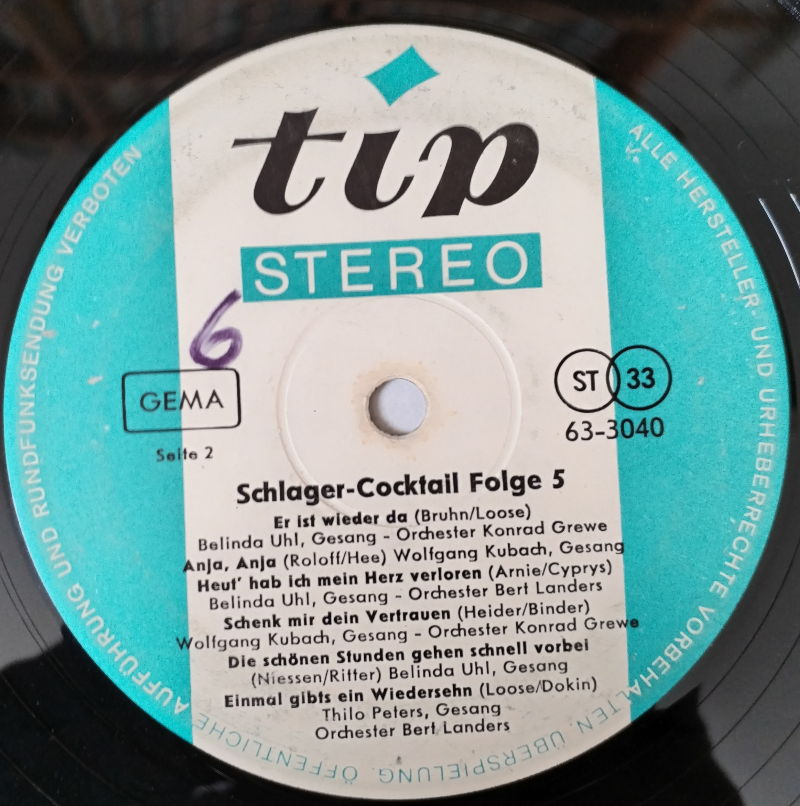 tip
STEREO
6
GEMA
ST 33
63-3040
Seite 2
Schlager-Cocktail Folge 5
Er ist wieder da (Bruhn/Loose)
Belinda Uhl, Gesang - Orchester Konrad Grewe
Anja, Anja (Roloff/Hee) Wolfgang Kubach, Gesang
Heut' hab ich mein Herz verloren (Arnie/Cyprys)
Belinda Uhl, Gesang - Orchester Bert Landers
Schenk mir dein Vertrauen (Heider/Binder)
Wolfgang Kubach, Gesang - Orchester Konrad Grewe
Die schönen Stunden gehen schnell vorbei
(Niessen/Ritter) Belinda Uhl, Gesang
Einmal gibts ein Wiedersehn (Loose/Dokin)
Thilo Peters, Gesang
Orchester Bert Landers
ALLE HERSTELLER- UND URHEBERRECHTE VORBEHALTEN ÜBERSPIELUNG, ÖFFENTLICHE AUFFÜHRUNG UND RUNDFUNKSENDUNG VERBOTEN